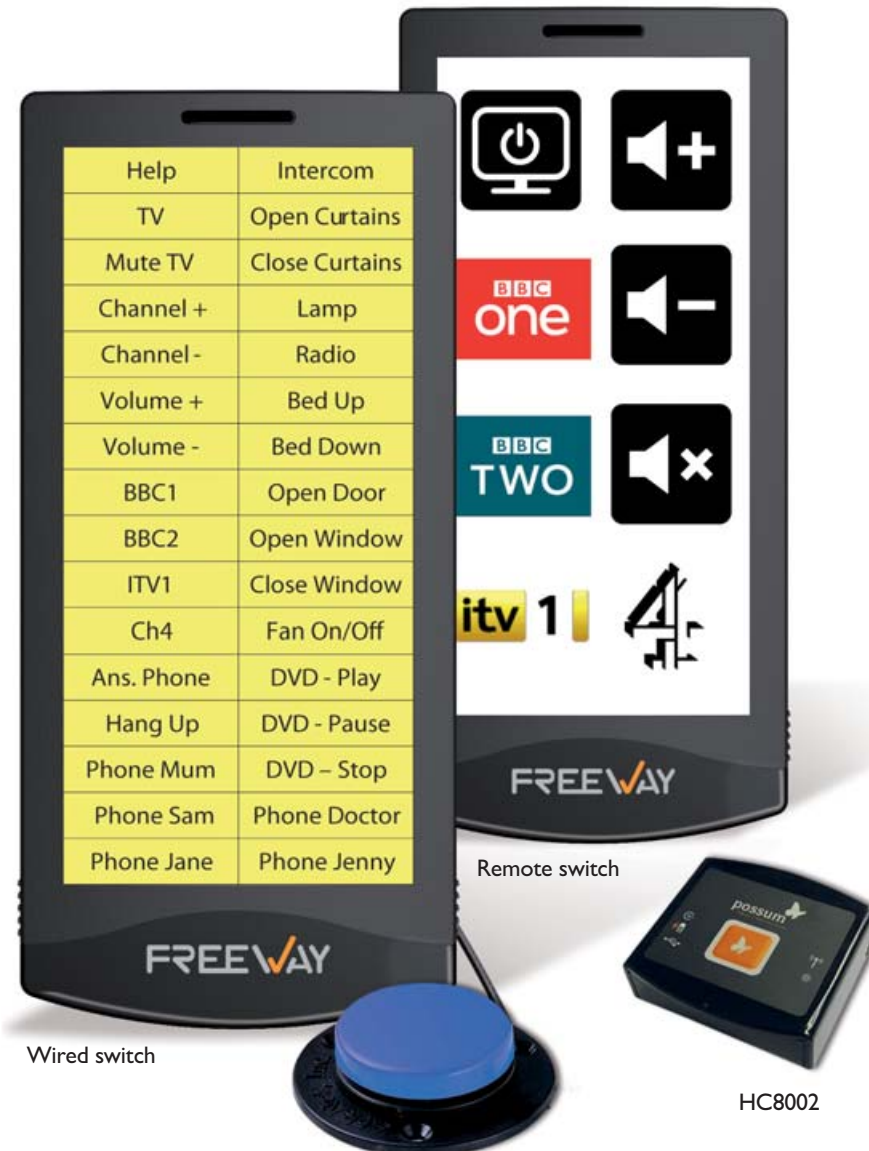 Help Intercom
TV Open Curtains
Mute TV Close Curtains
Channel + Lamp
Channel - Radio
Volume + Bed Up
Volume - Bed Down
BBC1 Open Door
BBC2 Open Window
ITV1 Close Window
Ch4 Fan On/Off
Ans. Phone DVD - Play
Hang Up DVD - Pause
Phone Mum DVD – Stop
Phone Sam Phone Doctor
Phone Jane Phone Jenny
FREEWAY
Wired switch
BBC
one
BBC
TWO
itv 1
4
FREEWAY
Remote switch
possum
HC8002